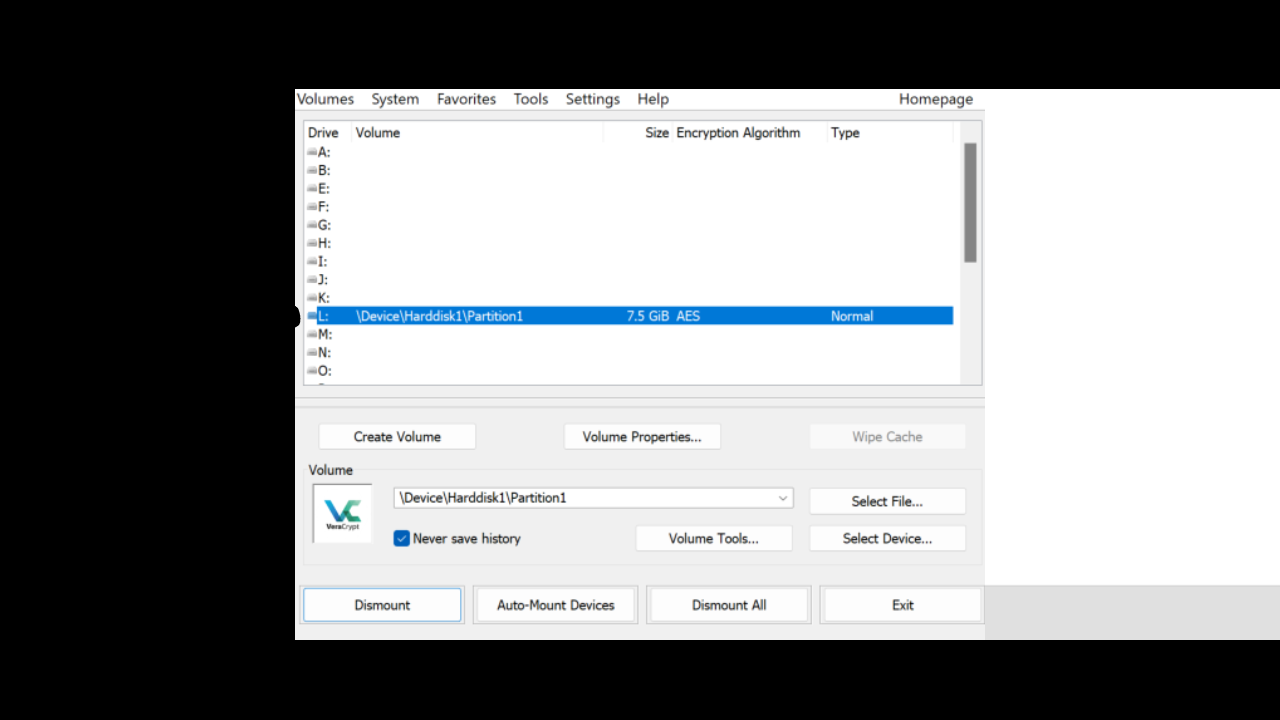 Volumes System Favorites Tools Settings Help Homepage
Drive Volume Size Encryption Algorithm Type
A:
B:
E:
F:
G:
H:
I:
J:
K:
L: \Device\Harddisk1\Partition1 7.5 GiB AES Normal
M:
N:
O:
Create Volume Volume Properties... Wipe Cache
Volume
\Device\Harddisk1\Partition1 Select File...
VeraCrypt
Never save history Volume Tools... Select Device...
Dismount Auto-Mount Devices Dismount All Exit